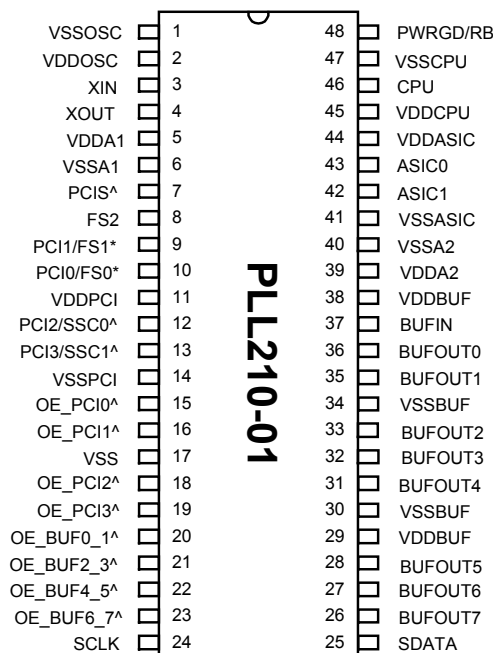 VSSOSC 1 48 PWRGD/RB
VDDOSC 2 47 VSSCPU
XIN 3 46 CPU
XOUT 4 45 VDDCPU
VDDA1 5 44 VDDASIC
VSSA1 6 43 ASIC0
PCIS^ 7 42 ASIC1
FS2 8 41 VSSASIC
PCI1/FS1* 9 40 VSSA2
PCI0/FS0* 10 39 VDDA2
VDDPCI 11 38 VDDBUF
PCI2/SSC0^ 12 37 BUFIN
PCI3/SSC1^ 13 36 BUFOUT0
VSSPCI 14 35 BUFOUT1
OE_PCI0^ 15 34 VSSBUF
OE_PCI1^ 16 33 BUFOUT2
VSS 17 32 BUFOUT3
OE_PCI2^ 18 31 BUFOUT4
OE_PCI3^ 19 30 VSSBUF
OE_BUF0_1^ 20 29 VDDBUF
OE_BUF2_3^ 21 28 BUFOUT5
OE_BUF4_5^ 22 27 BUFOUT6
OE_BUF6_7^ 23 26 BUFOUT7
SCLK 24 25 SDATA
PLL210-01